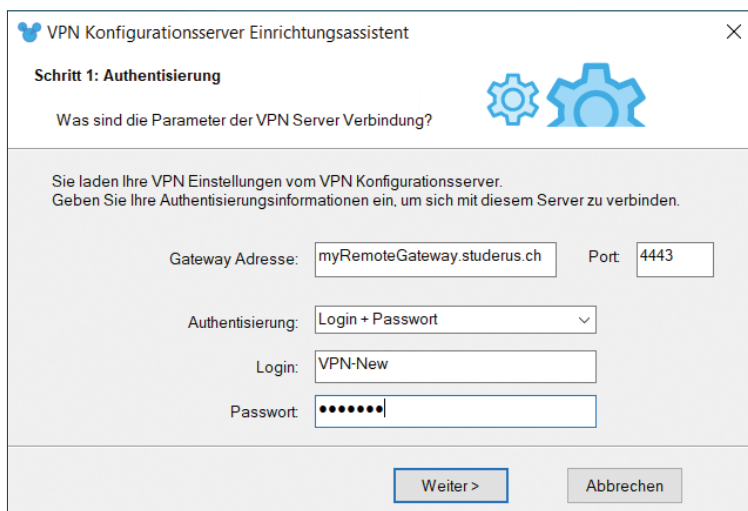 VPN Konfigurationsserver Einrichtungsassistent
Schritt 1: Authentisierung
Was sind die Parameter der VPN Server Verbindung?
Sie laden Ihre VPN Einstellungen vom VPN Konfigurationsserver.
Geben Sie Ihre Authentisierungsinformationen ein, um sich mit diesem Server zu verbinden.
Gateway Adresse: myRemoteGateway.studerus.ch Port: 4443
Authentisierung: Login + Passwort
Login: VPN-New
Passwort: •••••••
Weiter > Abbrechen